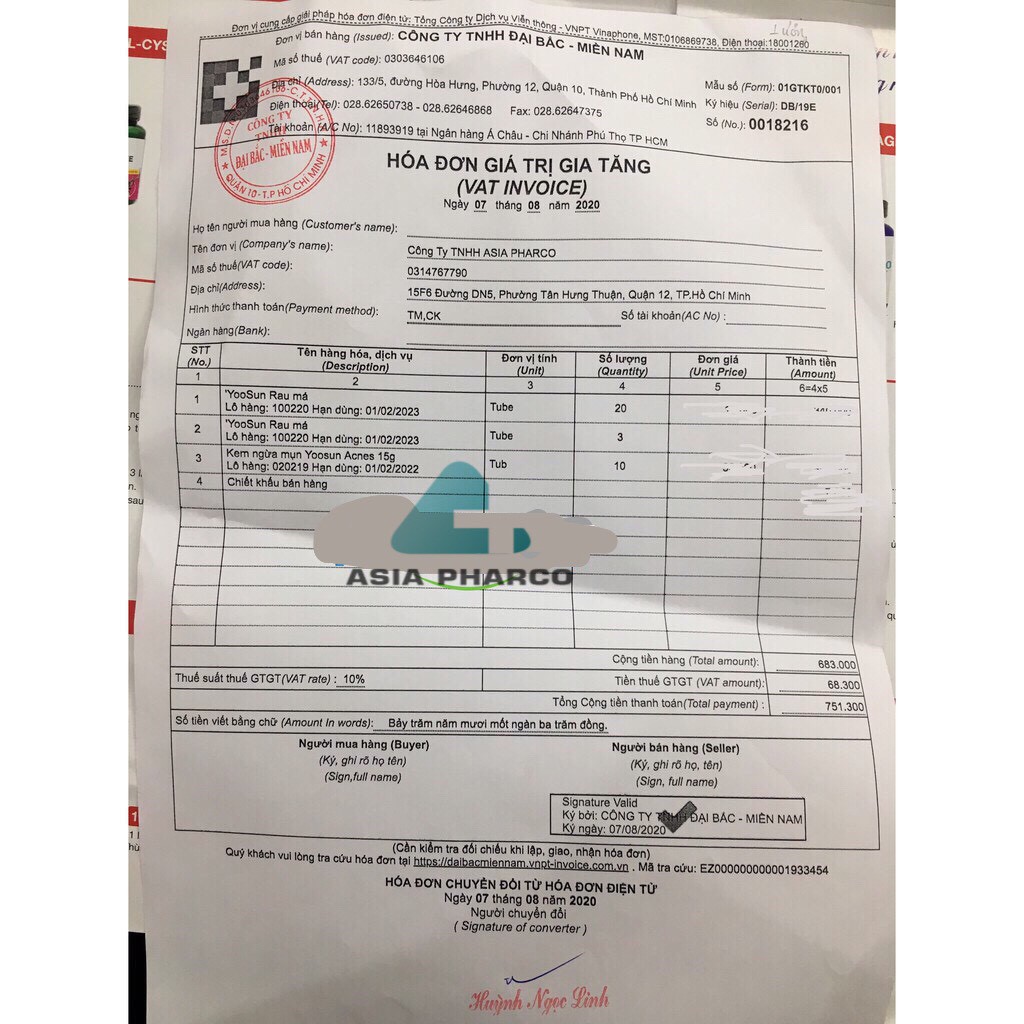 Đơn vị cung cấp giải pháp hóa đơn điện tử: Tổng Công ty Dịch vụ Viễn thông - VNPT Vinaphone, MST:0106869738, Điện thoại:18001260
Đơn vị bán hàng (Issued): CÔNG TY TNHH ĐẠI BẮC - MIỀN NAM
Mã số thuế (VAT code): 0303646106
Địa chỉ (Address): 133/5, đường Hòa Hưng, Phường 12, Quận 10, Thành Phố Hồ Chí Minh
Điện thoại(Tel): 028.62650738 - 028.62646868 Fax: 028.62647375
Tài khoản (A/C No): 11893919 tại Ngân hàng Á Châu - Chi Nhánh Phú Thọ TP HCM
Mẫu số (Form): 01GTKT0/001
Ký hiệu (Serial): DB/19E
Số (No.): 0018216
CÔNG TY
TNHH
ĐẠI BẮC - MIỀN NAM
QUẬN 10 - T.P HỒ CHÍ MINH
HÓA ĐƠN GIÁ TRỊ GIA TĂNG
(VAT INVOICE)
Ngày 07 tháng 08 năm 2020
Họ tên người mua hàng (Customer's name):
Tên đơn vị (Company's name): Công Ty TNHH ASIA PHARCO
Mã số thuế(VAT code): 0314767790
Địa chỉ(Address): 15F6 Đường DN5, Phường Tân Hưng Thuận, Quận 12, TP.Hồ Chí Minh
Hình thức thanh toán(Payment method): TM,CK Số tài khoản(AC No) :
Ngân hàng(Bank):
STT Tên hàng hóa, dịch vụ Đơn vị tính Số lượng Đơn giá Thành tiền
(No.) (Description) (Unit) (Quantity) (Unit Price) (Amount)
1 2 3 4 5 6=4x5
1 'YooSun Rau má Tube 20
Lô hàng: 100220 Hạn dùng: 01/02/2023
2 'YooSun Rau má Tube 3
Lô hàng: 100220 Hạn dùng: 01/02/2023
3 Kem ngừa mụn Yoosun Acnes 15g Tub 10
Lô hàng: 020219 Hạn dùng: 01/02/2022
4 Chiết khấu bán hàng
ASIA PHARCO
Cộng tiền hàng (Total amount): 683.000
Thuế suất thuế GTGT(VAT rate) : 10% Tiền thuế GTGT (VAT amount): 68.300
Tổng Cộng tiền thanh toán(Total payment) : 751.300
Số tiền viết bằng chữ (Amount In words): Bảy trăm năm mươi mốt ngàn ba trăm đồng.
Người mua hàng (Buyer) Người bán hàng (Seller)
(Ký, ghi rõ họ, tên) (Ký, ghi rõ họ, tên)
(Sign,full name) (Sign, full name)
Signature Valid
Ký bởi: CÔNG TY TNHH ĐẠI BẮC - MIỀN NAM
Ký ngày: 07/08/2020
(Cần kiểm tra đối chiếu khi lập, giao, nhận hóa đơn)
Quý khách vui lòng tra cứu hóa đơn tại https://daibacmiennam.vnpt-invoice.com.vn . Mã tra cứu: EZ0000000000001933454
HÓA ĐƠN CHUYỂN ĐỔI TỪ HÓA ĐƠN ĐIỆN TỬ
Ngày 07 tháng 08 năm 2020
Người chuyển đổi
( Signature of converter )
Huỳnh Ngọc Linh